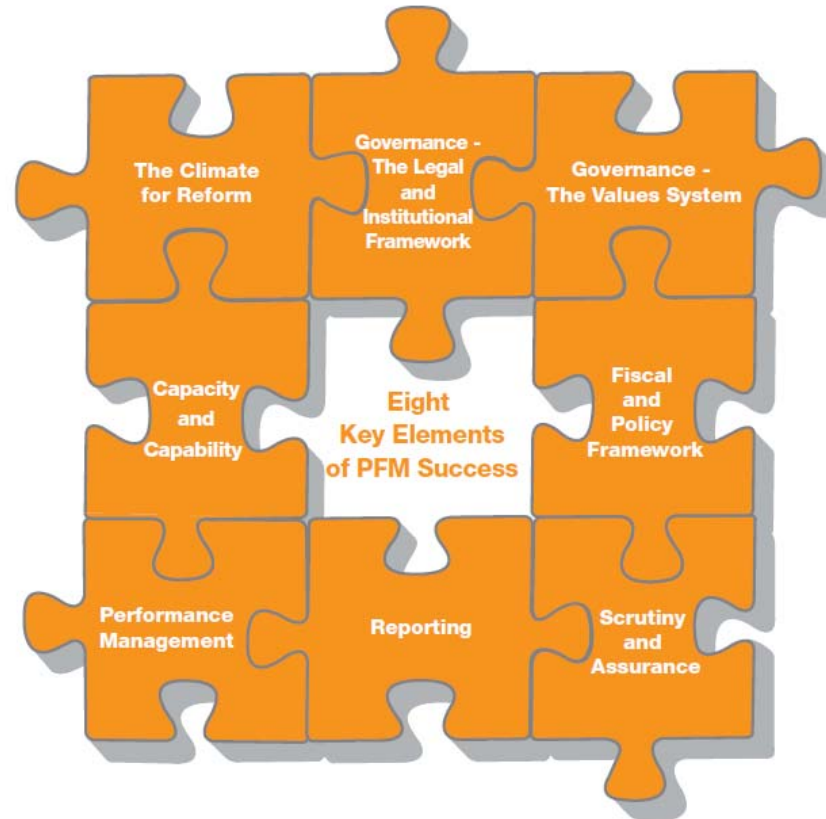 The Climate
for Reform
Governance -
The Legal
and
Institutional
Framework
Governance -
The Values System
Capacity
and
Capability
Eight
Key Elements
of PFM Success
Fiscal
and
Policy
Framework
Performance
Management
Reporting
Scrutiny
and
Assurance